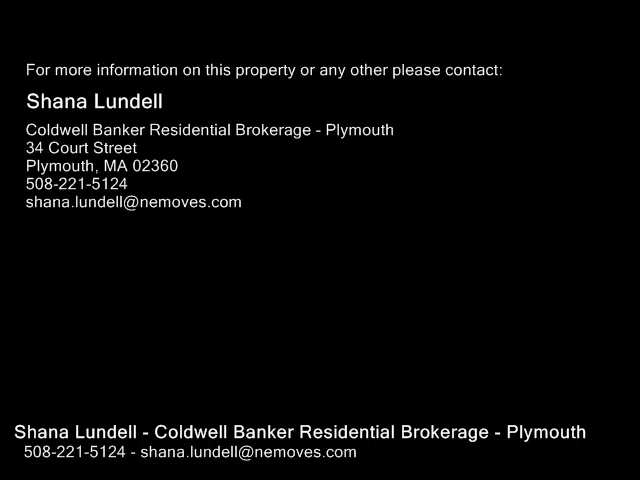 For more information on this property or any other please contact:
Shana Lundell
Coldwell Banker Residential Brokerage - Plymouth
34 Court Street
Plymouth, MA 02360
508-221-5124
shana.lundell@nemoves.com
Shana Lundell - Coldwell Banker Residential Brokerage - Plymouth
508-221-5124 - shana.lundell@nemoves.com